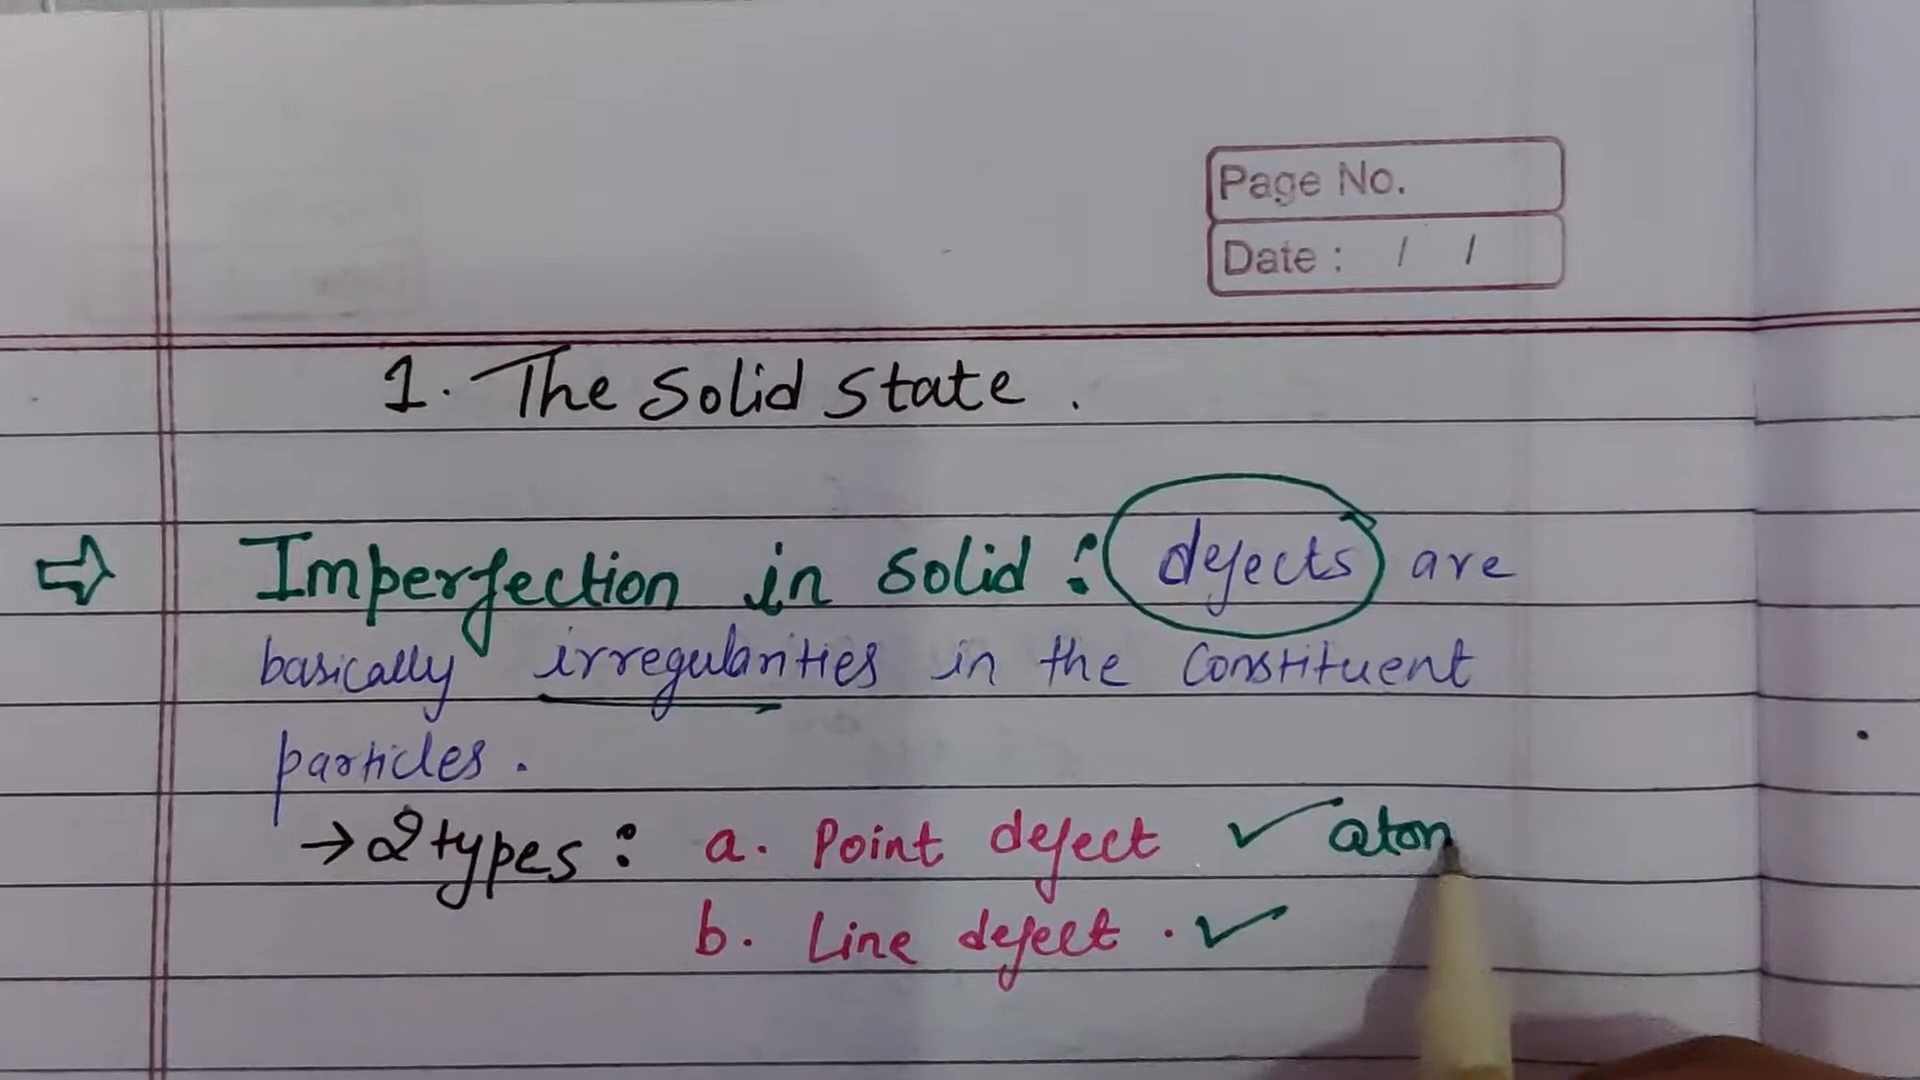 Page No.
Date : / /
1. The Solid State.
⇨ Imperfection in solid : defects are
basically irregularities in the constituent
particles.
→ 2 types : a. Point defect ✓ atom
b. Line defect . ✓